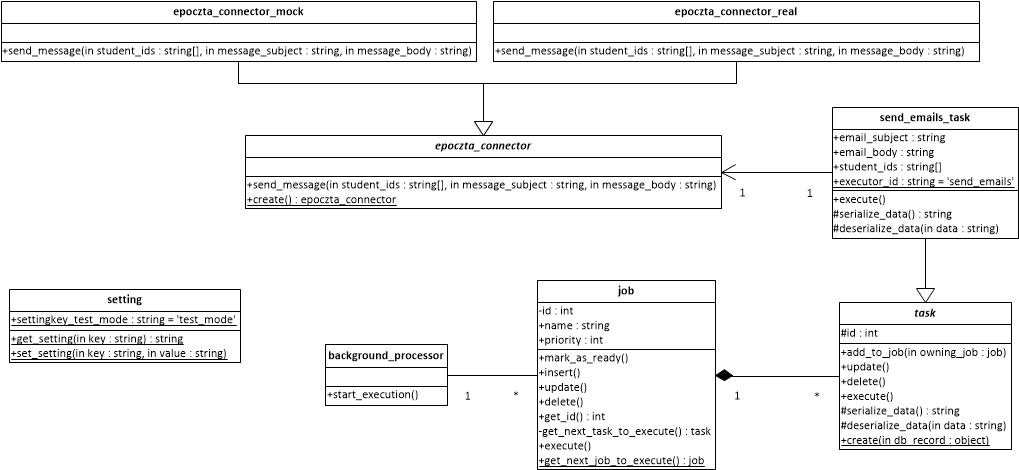 epoczta_connector_mock
+send_message(in student_ids : string[], in message_subject : string, in message_body : string)
epoczta_connector_real
+send_message(in student_ids : string[], in message_subject : string, in message_body : string)
epoczta_connector
+send_message(in student_ids : string[], in message_subject : string, in message_body : string)
+create() : epoczta_connector
1
1
send_emails_task
+email_subject : string
+email_body : string
+student_ids : string[]
+executor_id : string = 'send_emails'
+execute()
#serialize_data() : string
#deserialize_data(in data : string)
setting
+settingkey_test_mode : string = 'test_mode'
+get_setting(in key : string) : string
+set_setting(in key : string, in value : string)
background_processor
+start_execution()
1
*
job
-id : int
+name : string
+priority : int
+mark_as_ready()
+insert()
+update()
+delete()
+get_id() : int
-get_next_task_to_execute() : task
+execute()
+get_next_job_to_execute() : job
1
*
task
#id : int
+add_to_job(in owning_job : job)
+update()
+delete()
+execute()
#serialize_data() : string
#deserialize_data(in data : string)
+create(in db_record : object)